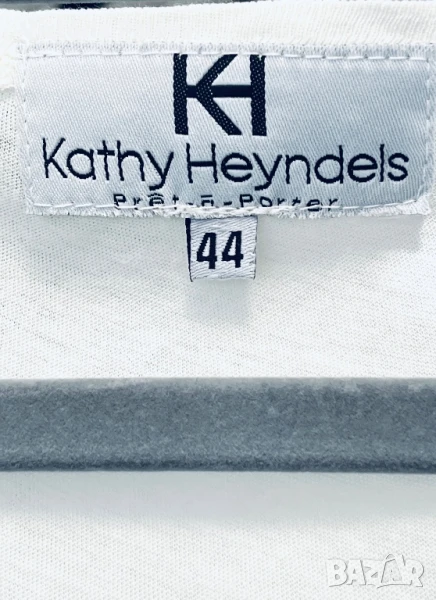 KH
Kathy Heyndels
Prêt-à-Porter
44
BAZAR